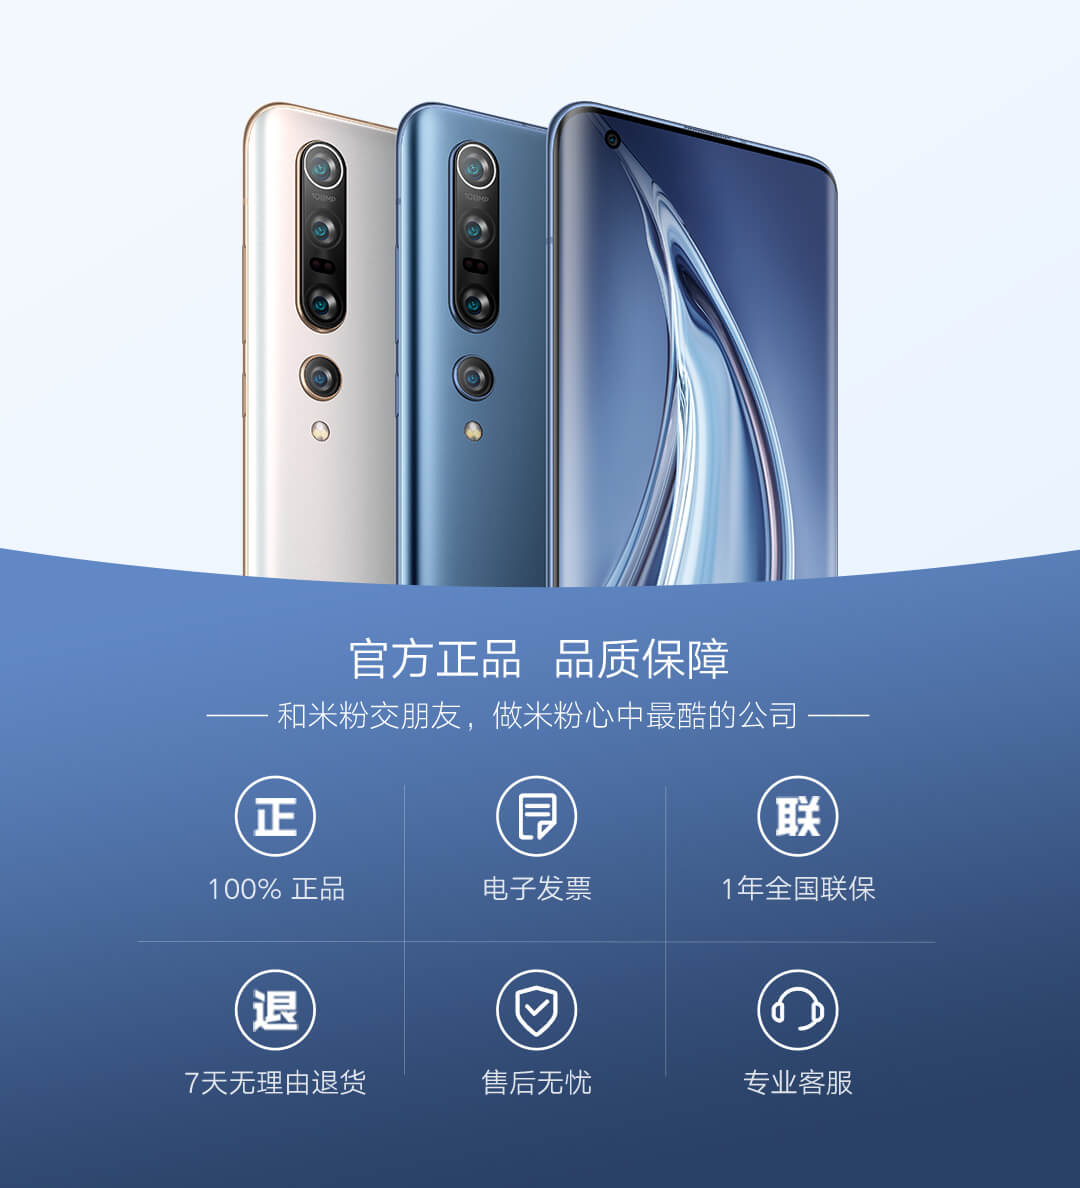 108MP
108MP
官方正品 品质保障
和米粉交朋友，做米粉心中最酷的公司
正
联
100% 正品
电子发票
1年全国联保
退
7天无理由退货
售后无忧
专业客服